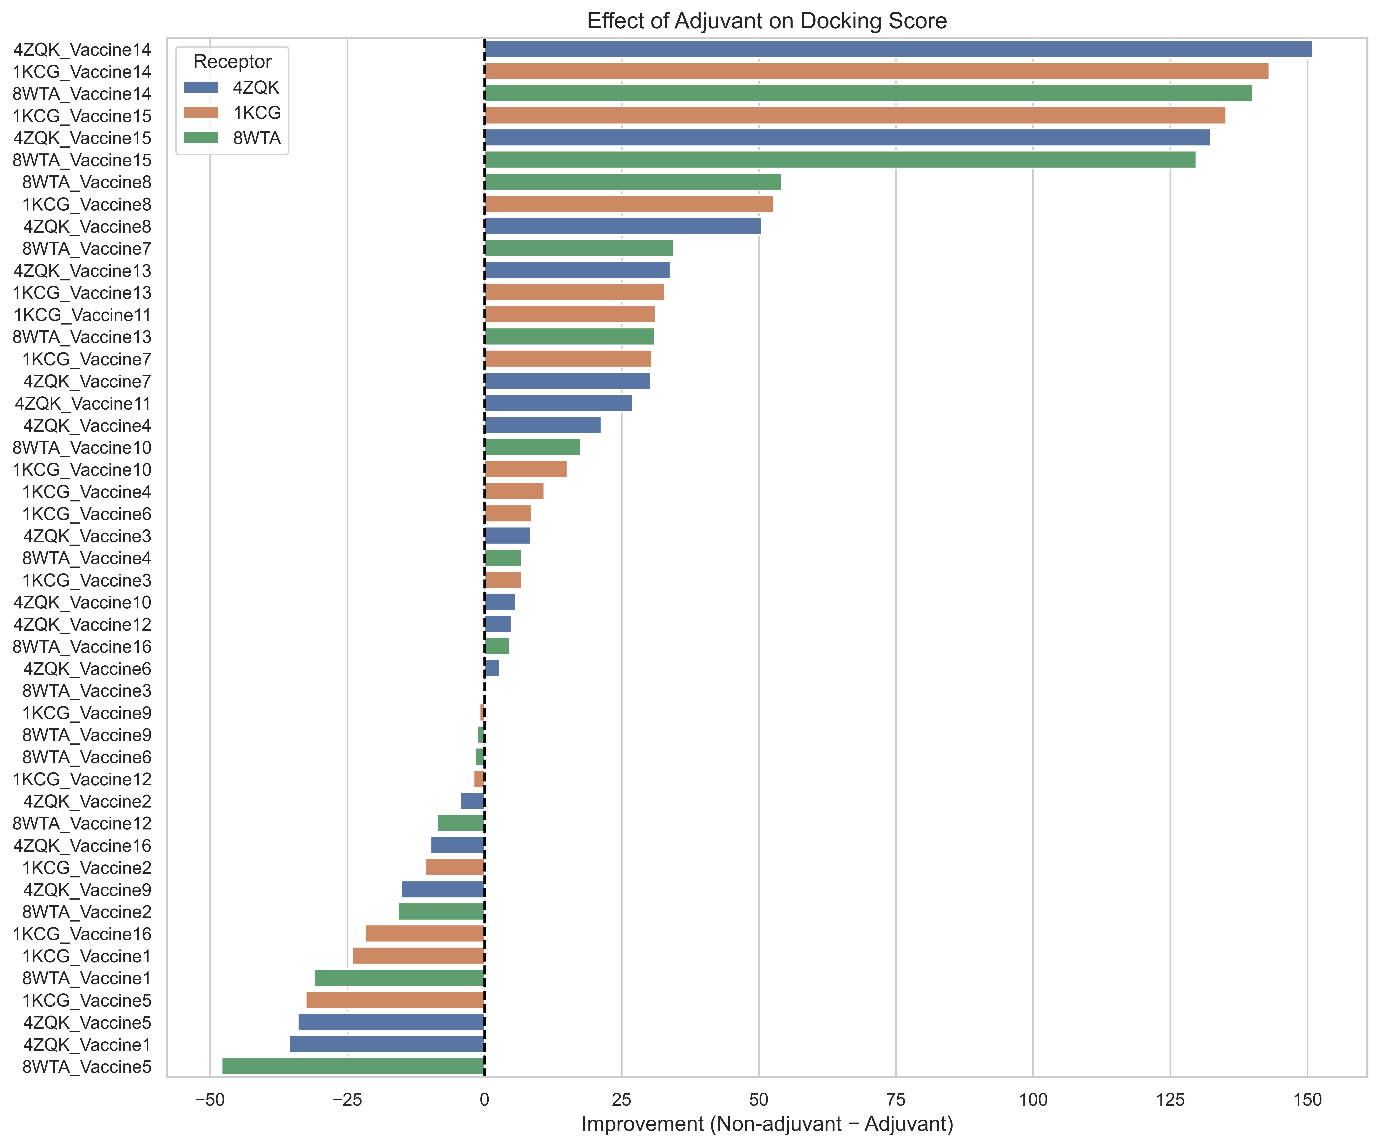 Effect of Adjuvant on Docking Score
Receptor
4ZQK
1KCG
8WTA
4ZQK_Vaccine14
1KCG_Vaccine14
8WTA_Vaccine14
1KCG_Vaccine15
4ZQK_Vaccine15
8WTA_Vaccine15
8WTA_Vaccine8
1KCG_Vaccine8
4ZQK_Vaccine8
8WTA_Vaccine7
4ZQK_Vaccine13
1KCG_Vaccine13
1KCG_Vaccine11
8WTA_Vaccine13
1KCG_Vaccine7
4ZQK_Vaccine7
4ZQK_Vaccine11
4ZQK_Vaccine4
8WTA_Vaccine10
1KCG_Vaccine10
1KCG_Vaccine4
1KCG_Vaccine6
4ZQK_Vaccine3
8WTA_Vaccine4
1KCG_Vaccine3
4ZQK_Vaccine10
4ZQK_Vaccine12
8WTA_Vaccine16
4ZQK_Vaccine6
8WTA_Vaccine3
1KCG_Vaccine9
8WTA_Vaccine9
8WTA_Vaccine6
1KCG_Vaccine12
4ZQK_Vaccine2
8WTA_Vaccine12
4ZQK_Vaccine16
1KCG_Vaccine2
4ZQK_Vaccine9
8WTA_Vaccine2
1KCG_Vaccine16
1KCG_Vaccine1
8WTA_Vaccine1
1KCG_Vaccine5
4ZQK_Vaccine5
4ZQK_Vaccine1
8WTA_Vaccine5
−50 −25 0 25 50 75 100 125 150
Improvement (Non-adjuvant − Adjuvant)